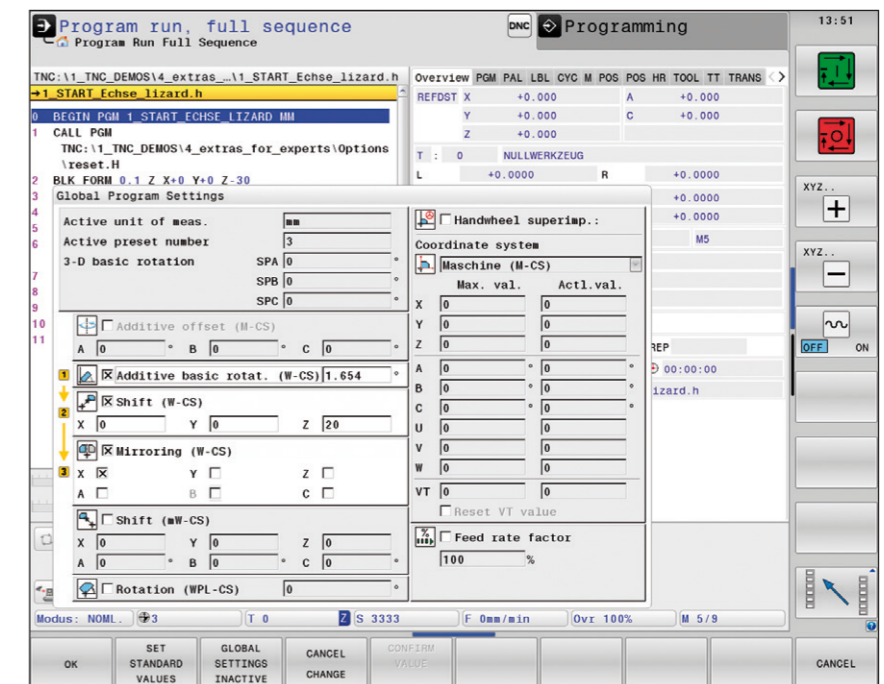 Program run, full sequence
Program Run Full Sequence
DNC
Programming
13:51
TNC:\1_TNC_DEMOS\4_extras_…\1_START_Echse_lizard.h
→1_START_Echse_lizard.h
0 BEGIN PGM 1_START_ECHSE_LIZARD MM
1 CALL PGM
TNC:\1_TNC_DEMOS\4_extras_for_experts\Options
\reset.H
2 BLK FORM 0.1 Z X+0 Y+0 Z-30
3
4
5
6
7
8
9
10
11
Overview PGM PAL LBL CYC M POS POS HR TOOL TT TRANS
REFDST X +0.000 A +0.000
Y +0.000 C +0.000
Z +0.000
T : 0 NULLWERKZEUG
L +0.0000 R +0.0000
+0.0000
+0.0000
M5
REP
00:00:00
izard.h
Global Program Settings
Active unit of meas. mm
Active preset number 3
3-D basic rotation SPA 0 °
SPB 0 °
SPC 0 °
Additive offset (M-CS)
A 0 ° B 0 ° C 0 °
1 Additive basic rotat. (W-CS) 1.654 °
2 Shift (W-CS)
X 0 Y 0 Z 20
Mirroring (W-CS)
3 X Y Z
A B C
Shift (mW-CS)
X 0 Y 0 Z 0
A 0 ° B 0 ° C 0 °
Rotation (WPL-CS) 0 °
Handwheel superimp.:
Coordinate system
Maschine (M-CS)
Max. val. Actl.val.
X 0 0
Y 0 0
Z 0 0
A 0 ° 0 °
B 0 ° 0 °
C 0 ° 0 °
U 0 0
V 0 0
W 0 0
VT 0 0
Reset VT value
% Feed rate factor
100 %
Modus: NOML. 3 T 0 Z S 3333 F 0mm/min Ovr 100% M 5/9
OK
SET STANDARD VALUES
GLOBAL SETTINGS INACTIVE
CANCEL CHANGE
CONFIRM VALUE
CANCEL
XYZ..
+
XYZ..
−
OFF ON